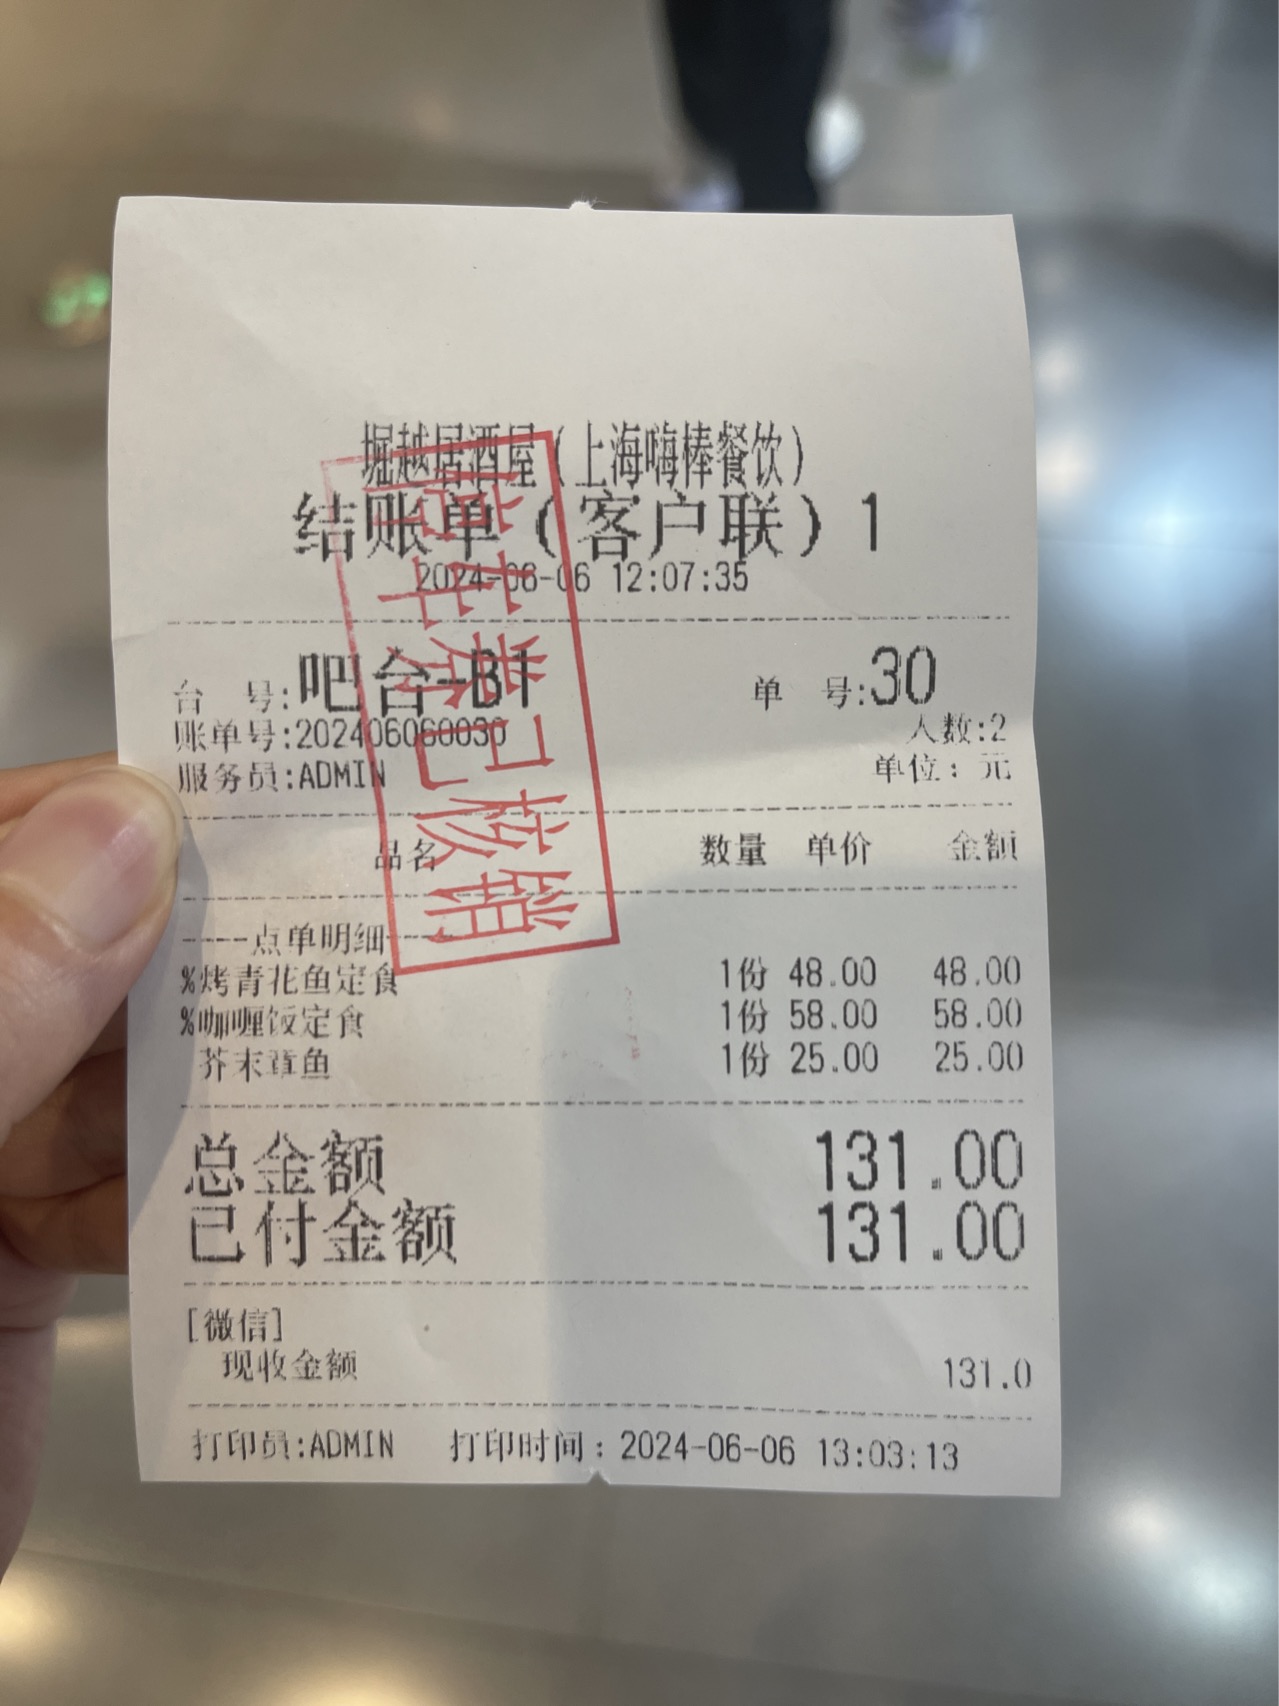 堀越居酒屋（上海嗨棒餐饮）
结账单（客户联）1
2024-06-06 12:07:35
台 号:吧台-B1 单 号:30
账单号:202406060030 人数:2
服务员:ADMIN 单位：元
品名 数量 单价 金额
----点单明细----
%烤青花鱼定食 1份 48.00 48.00
%咖喱饭定食 1份 58.00 58.00
芥末章鱼 1份 25.00 25.00
总金额 131.00
已付金额 131.00
[微信]
现收金额 131.0
打印员:ADMIN 打印时间：2024-06-06 13:03:13
停车券已核销